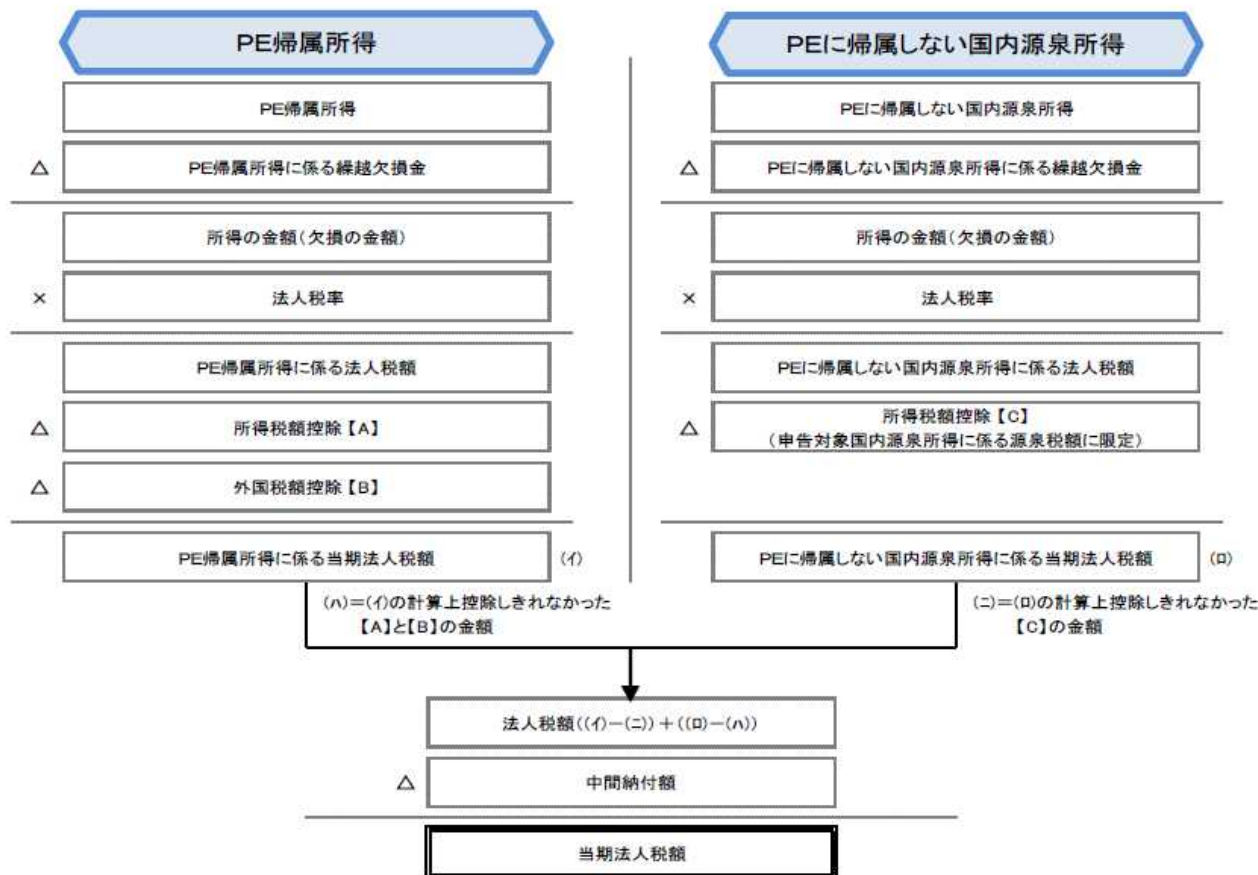 PE帰属所得
PE帰属所得
△ PE帰属所得に係る繰越欠損金
所得の金額(欠損の金額)
× 法人税率
PE帰属所得に係る法人税額
△ 所得税額控除【A】
△ 外国税額控除【B】
PE帰属所得に係る当期法人税額 (イ)
(ハ)=(イ)の計算上控除しきれなかった
【A】と【B】の金額
PEに帰属しない国内源泉所得
PEに帰属しない国内源泉所得
△ PEに帰属しない国内源泉所得に係る繰越欠損金
所得の金額(欠損の金額)
× 法人税率
PEに帰属しない国内源泉所得に係る法人税額
△ 所得税額控除【C】
(申告対象国内源泉所得に係る源泉税額に限定)
PEに帰属しない国内源泉所得に係る当期法人税額 (ロ)
(ニ)=(ロ)の計算上控除しきれなかった
【C】の金額
法人税額((イ)-(ニ))+((ロ)-(ハ))
△ 中間納付額
当期法人税額